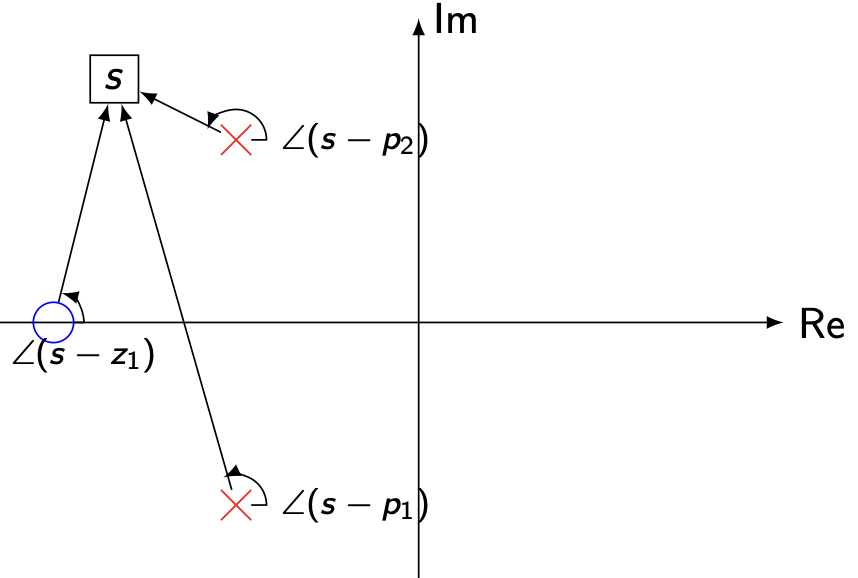 Im
s
∠(s − p₂)
Re
∠(s − z₁)
∠(s − p₁)